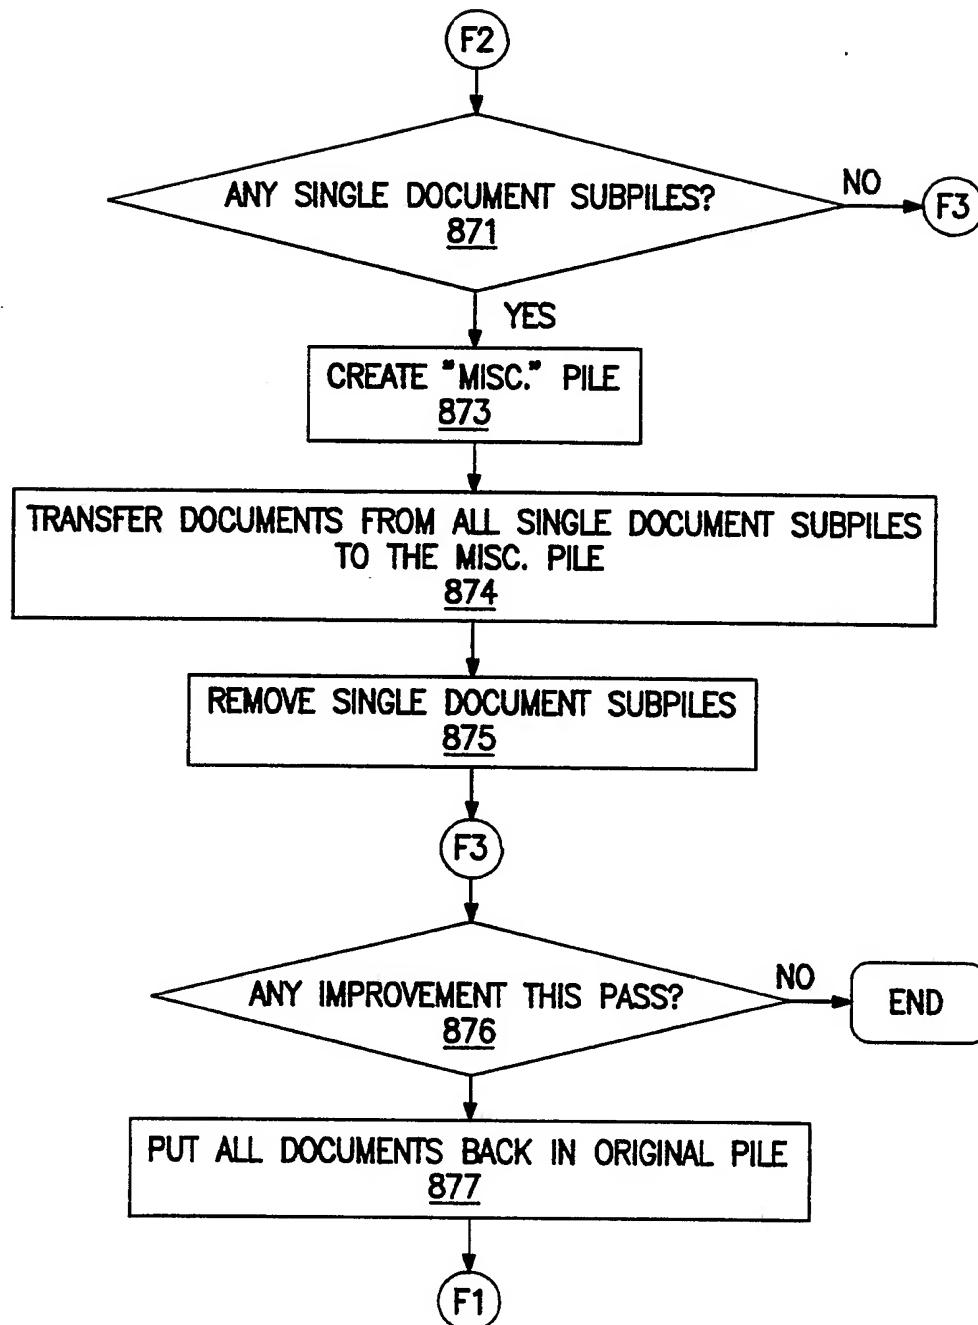 F2
ANY SINGLE DOCUMENT SUBPILES?
871
NO
F3
YES
CREATE "MISC." PILE
873
TRANSFER DOCUMENTS FROM ALL SINGLE DOCUMENT SUBPILES
TO THE MISC. PILE
874
REMOVE SINGLE DOCUMENT SUBPILES
875
F3
ANY IMPROVEMENT THIS PASS?
876
NO
END
PUT ALL DOCUMENTS BACK IN ORIGINAL PILE
877
F1